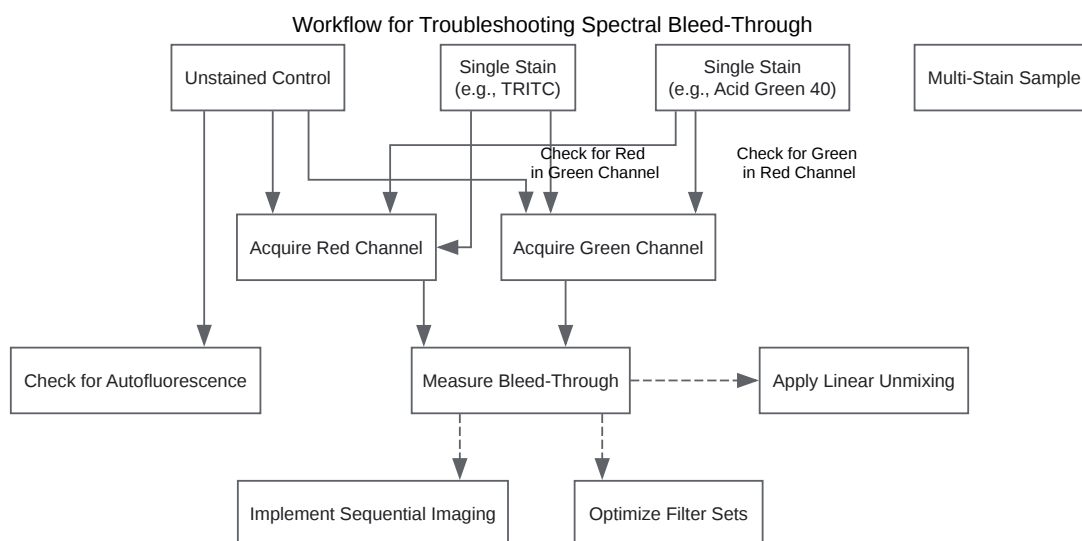 Workflow for Troubleshooting Spectral Bleed-Through
Unstained Control
Single Stain
(e.g., TRITC)
Single Stain
(e.g., Acid Green 40)
Multi-Stain Sample
Check for Red
in Green Channel
Check for Green
in Red Channel
Acquire Red Channel
Acquire Green Channel
Check for Autofluorescence
Measure Bleed-Through
Apply Linear Unmixing
Implement Sequential Imaging
Optimize Filter Sets